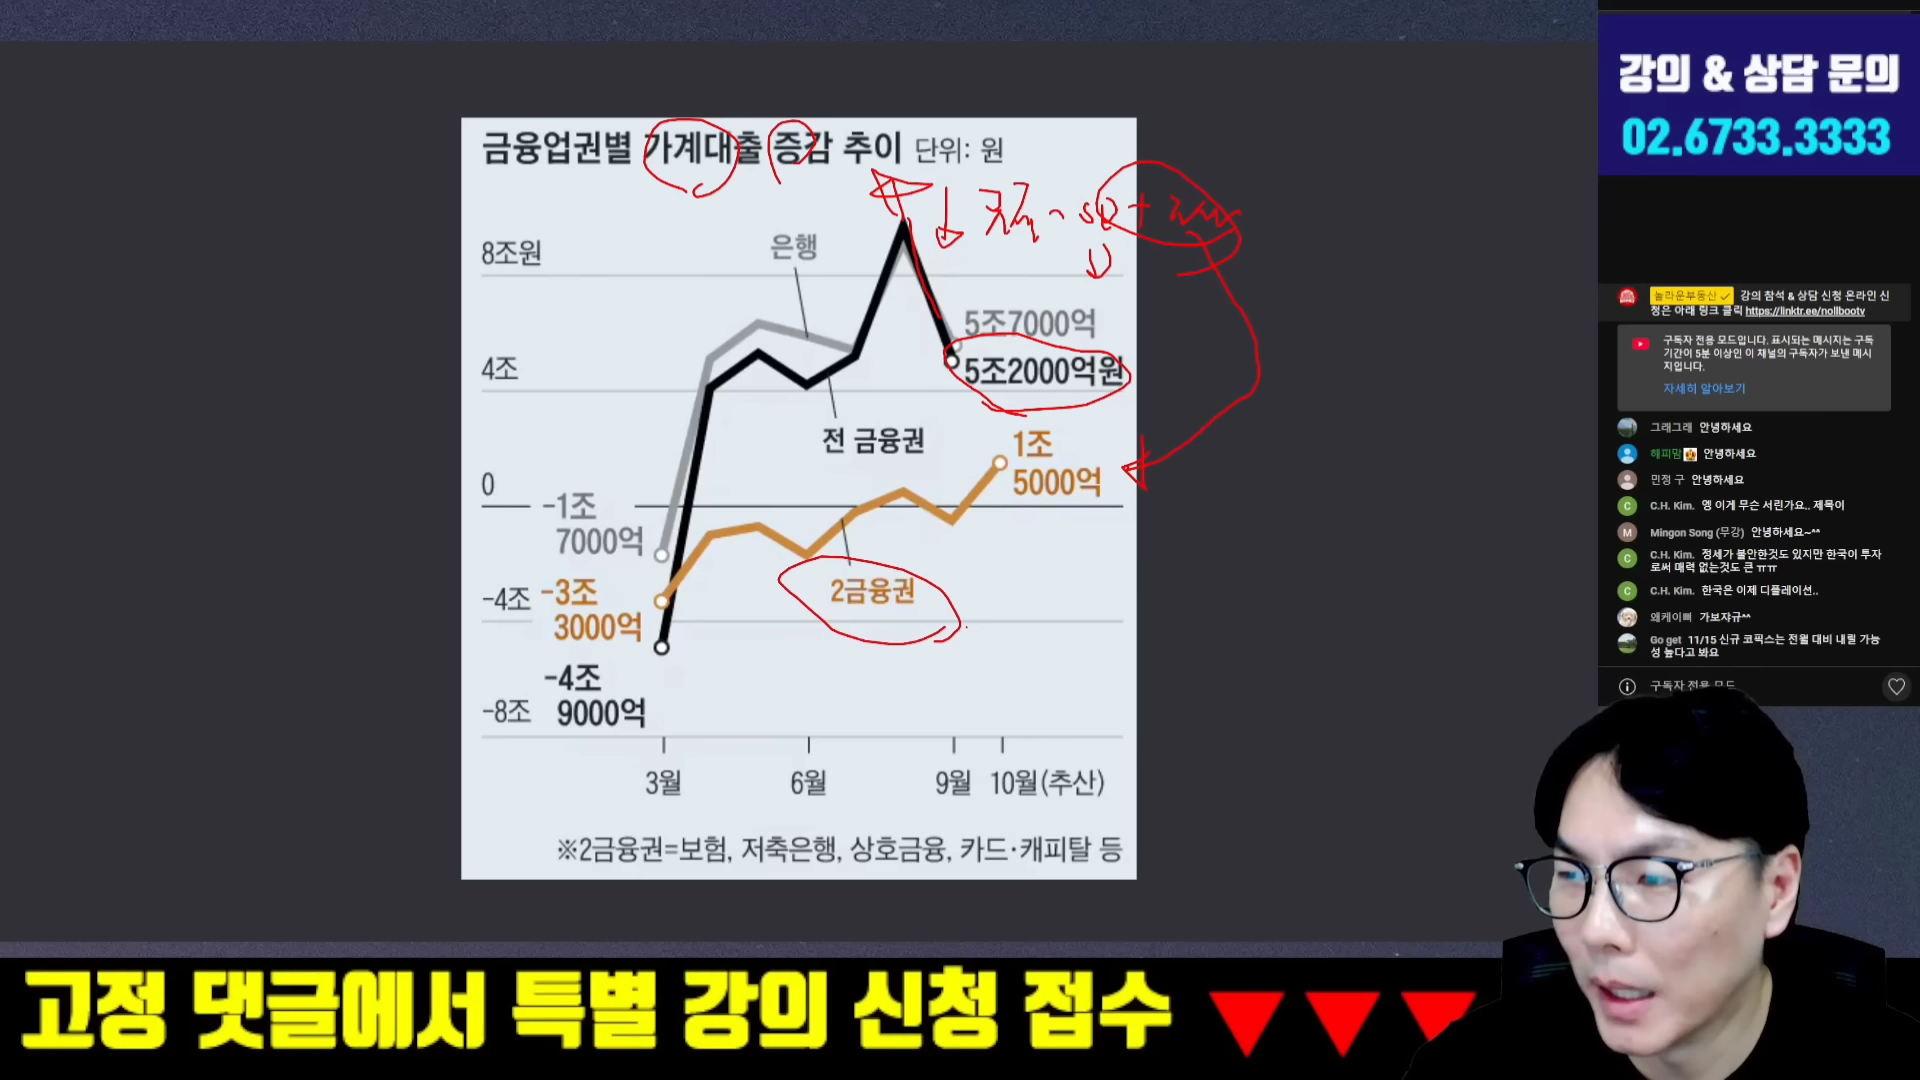 금융업권별 가계대출 증감 추이 단위: 원
8조원
4조
0
-4조
-8조
은행
전 금융권
2금융권
5조7000억
5조2000억원
1조
5000억
-1조
7000억
-3조
3000억
-4조
9000억
3월
6월
9월
10월(추산)
※2금융권=보험, 저축은행, 상호금융, 카드·캐피탈 등
강의 & 상담 문의
02.6733.3333
놀라운부동산 강의 참석 & 상담 신청 온라인 신
청은 아래 링크 클릭 https://linktr.ee/nollbootv
구독자 전용 모드입니다. 표시되는 메시지는 구독
기간이 5분 이상인 이 채널의 구독자가 보낸 메시
지입니다.
자세히 알아보기
그래그래 안녕하세요
해피맘 안녕하세요
민정 구 안녕하세요
C.H. Kim. 엥 이게 무슨 서린가요.. 제목이
Mingon Song (무강) 안녕하세요~^^
C.H. Kim. 정세가 불안한것도 있지만 한국이 투자
로써 매력 없는것도 큰 ㅠㅠ
C.H. Kim. 한국은 이제 디플레이션..
왜케이뻐 가보쟈규^^
Go get 11/15 신규 코픽스는 전월 대비 내릴 가능
성 높다고 봐요
구독자 전용 모드
고정 댓글에서 특별 강의 신청 접수